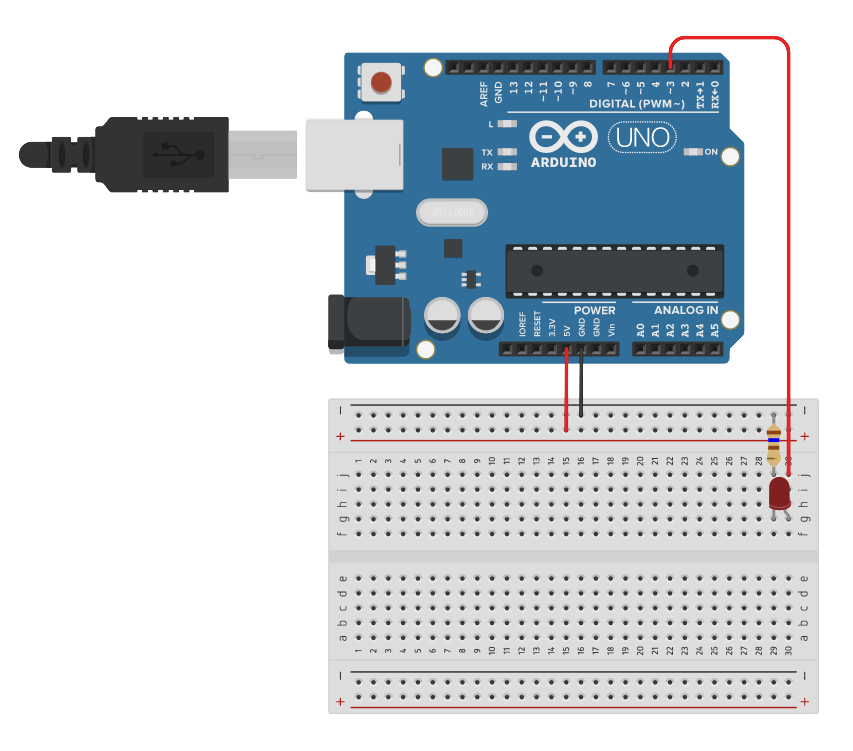 AREF
GND
13
12
~11
~10
~9
8
7
~6
~5
4
~3
2
TX→1
RX←0
DIGITAL (PWM~)
L
TX
RX
ARDUINO
UNO
ON
POWER
ANALOG IN
IOREF
RESET
3.3V
5V
GND
GND
Vin
A0
A1
A2
A3
A4
A5
1 2 3 4 5 6 7 8 9 10 11 12 13 14 15 16 17 18 19 20 21 22 23 24 25 26 27 28 29 30
j j
i i
h h
g g
f f
e e
d d
c c
b b
a a
1 2 3 4 5 6 7 8 9 10 11 12 13 14 15 16 17 18 19 20 21 22 23 24 25 26 27 28 29 30